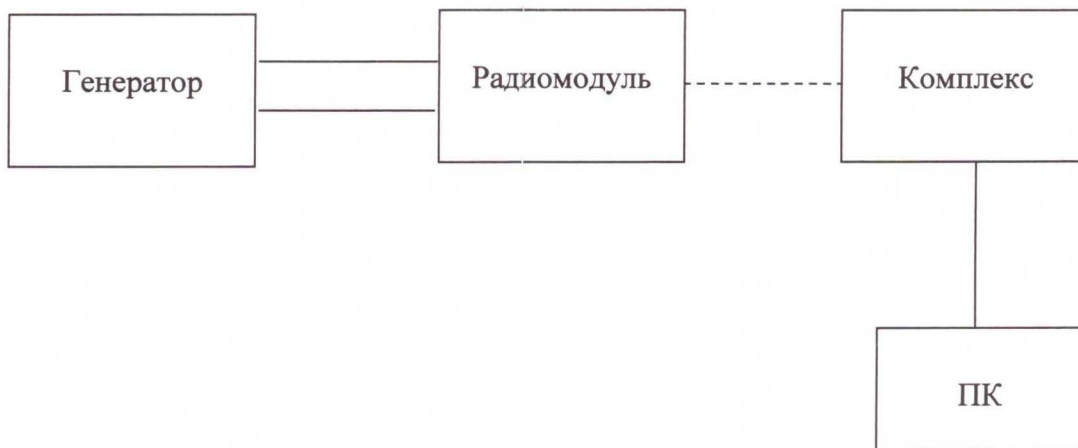 Генератор
Радиомодуль
Комплекс
ПК